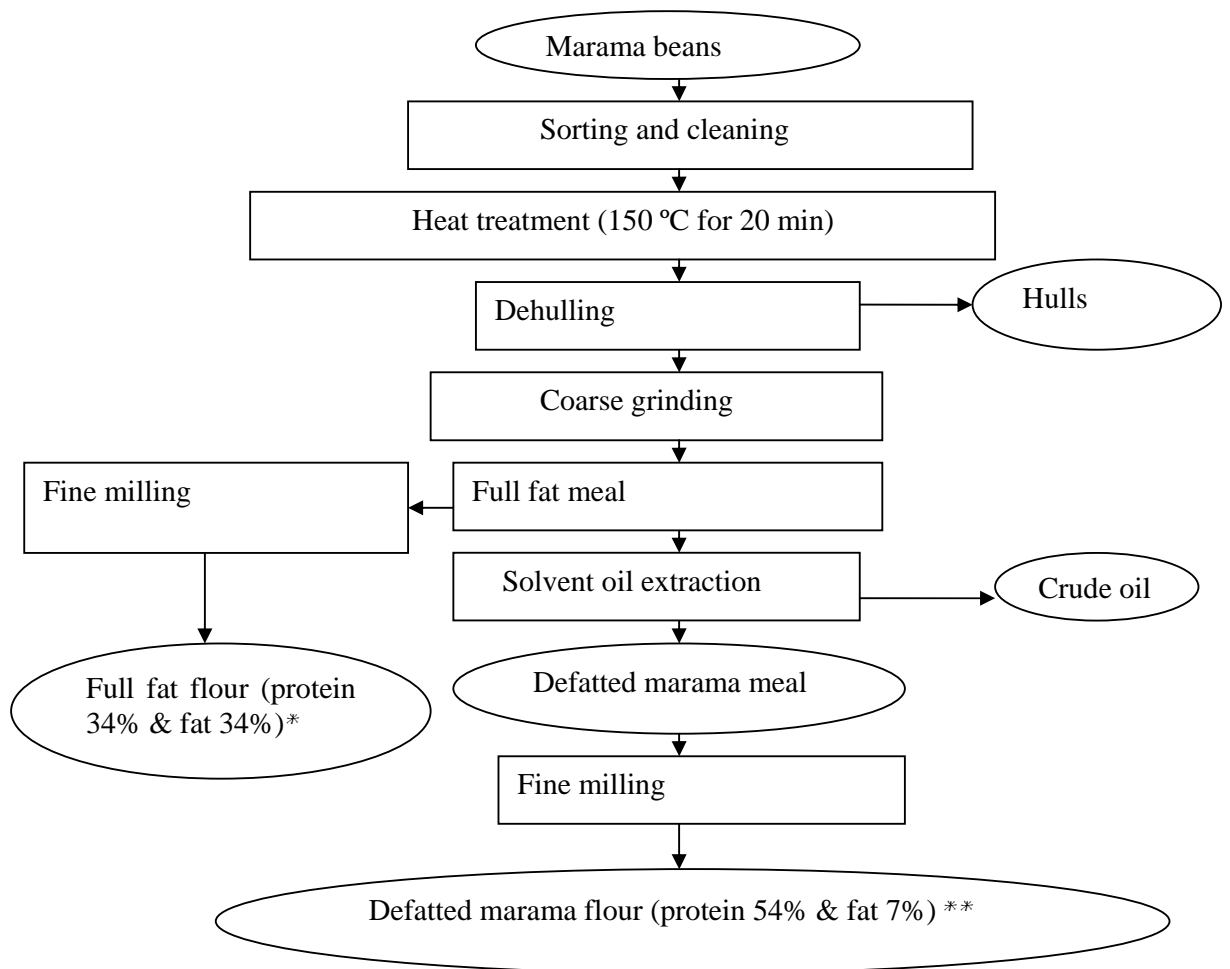 Marama beans
Sorting and cleaning
Heat treatment (150 ºC for 20 min)
Dehulling
Hulls
Coarse grinding
Fine milling
Full fat meal
Solvent oil extraction
Crude oil
Full fat flour (protein
34% & fat 34%)*
Defatted marama meal
Fine milling
Defatted marama flour (protein 54% & fat 7%) **